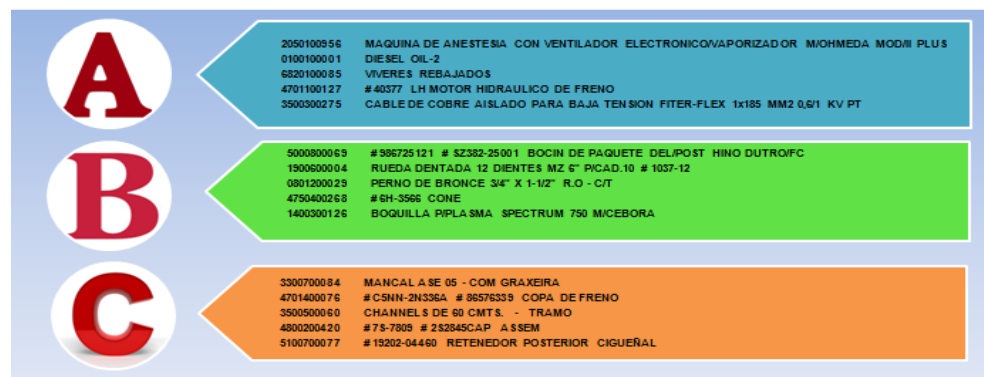 A
2050100956 MAQUINA DE ANESTESIA CON VENTILADOR ELECTRONICO/VAPORIZADOR M/OHMEDA MOD/II PLUS
0100100001 DIESEL OIL-2
6820100085 VIVERES REBAJADOS
4701100127 #40377 LH MOTOR HIDRAULICO DE FRENO
3500300275 CABLE DE COBRE AISLADO PARA BAJA TENSION FITER-FLEX 1x185 MM2 0,6/1 KV PT
B
5000800069 #986725121 # SZ382-25001 BOCIN DE PAQUETE DEL/POST HINO DUTRO/FC
1900600004 RUEDA DENTADA 12 DIENTES MZ 6" P/CAD.10 # 1037-12
0801200029 PERNO DE BRONCE 3/4" X 1-1/2" R.O - C/T
4750400268 #6H-3566 CONE
1400300126 BOQUILLA P/PLASMA SPECTRUM 750 M/CEBORA
C
3300700084 MANCAL ASE 05 - COM GRAXEIRA
4701400076 #C5NN-2N336A # 86576339 COPA DE FRENO
3500500060 CHANNELS DE 60 CMTS. - TRAMO
4800200420 #7S-7809 # 2S2845CAP ASSEM
5100700077 #19202-04460 RETENEDOR POSTERIOR CIGUEÑAL